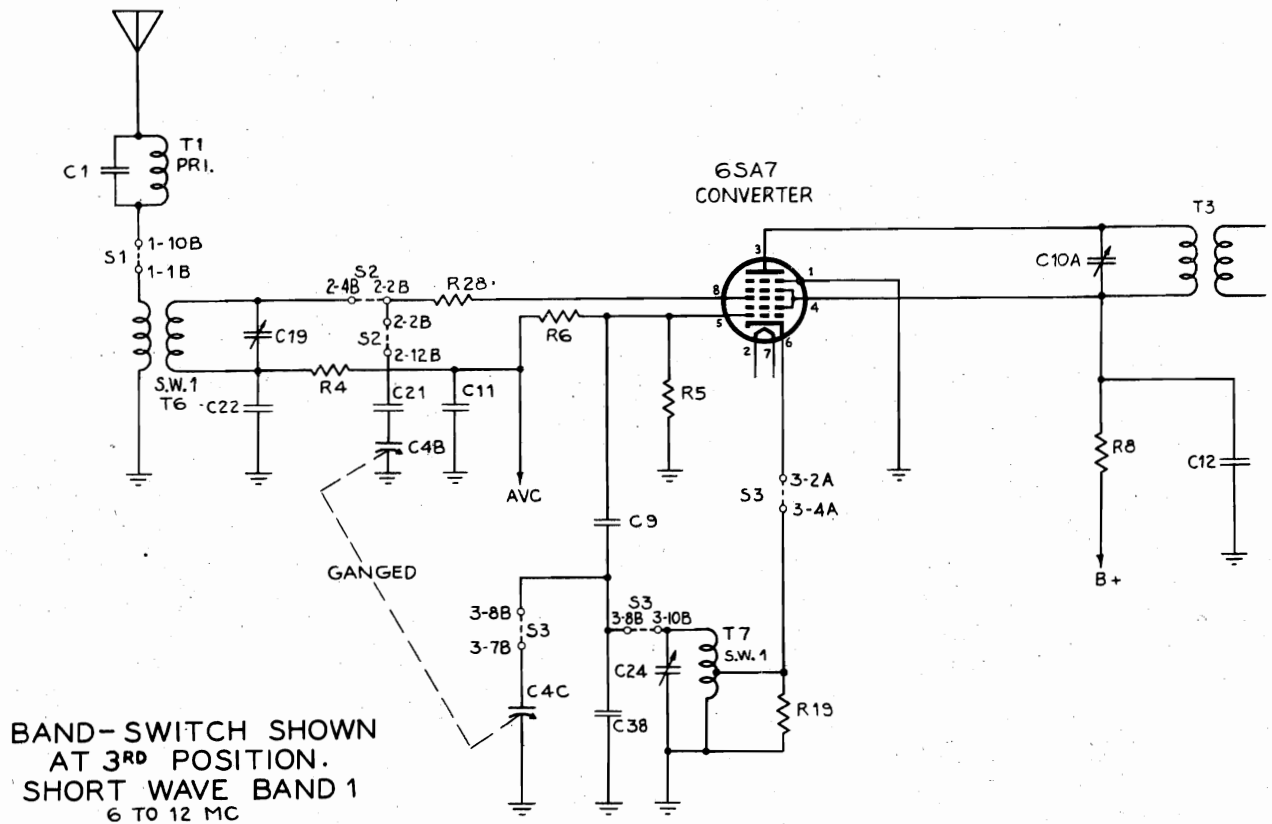 T1
PRI.
C1
S1
1-10B
1-1B
S.W.1
T6
C19
C22
R4
2-4B
S2
2-2B
2-2B
S2
2-12B
C21
C4B
C11
R28
R6
AVC
6SA7
CONVERTER
3
1
8
4
5
2
7
6
R5
C9
GANGED
3-8B
S3
3-7B
C4C
S3
3-8B 3-10B
C24
C38
T7
S.W.1
R19
3-2A
S3
3-4A
T3
C10A
R8
C12
B+
BAND-SWITCH SHOWN
AT 3RD POSITION.
SHORT WAVE BAND 1
6 TO 12 MC